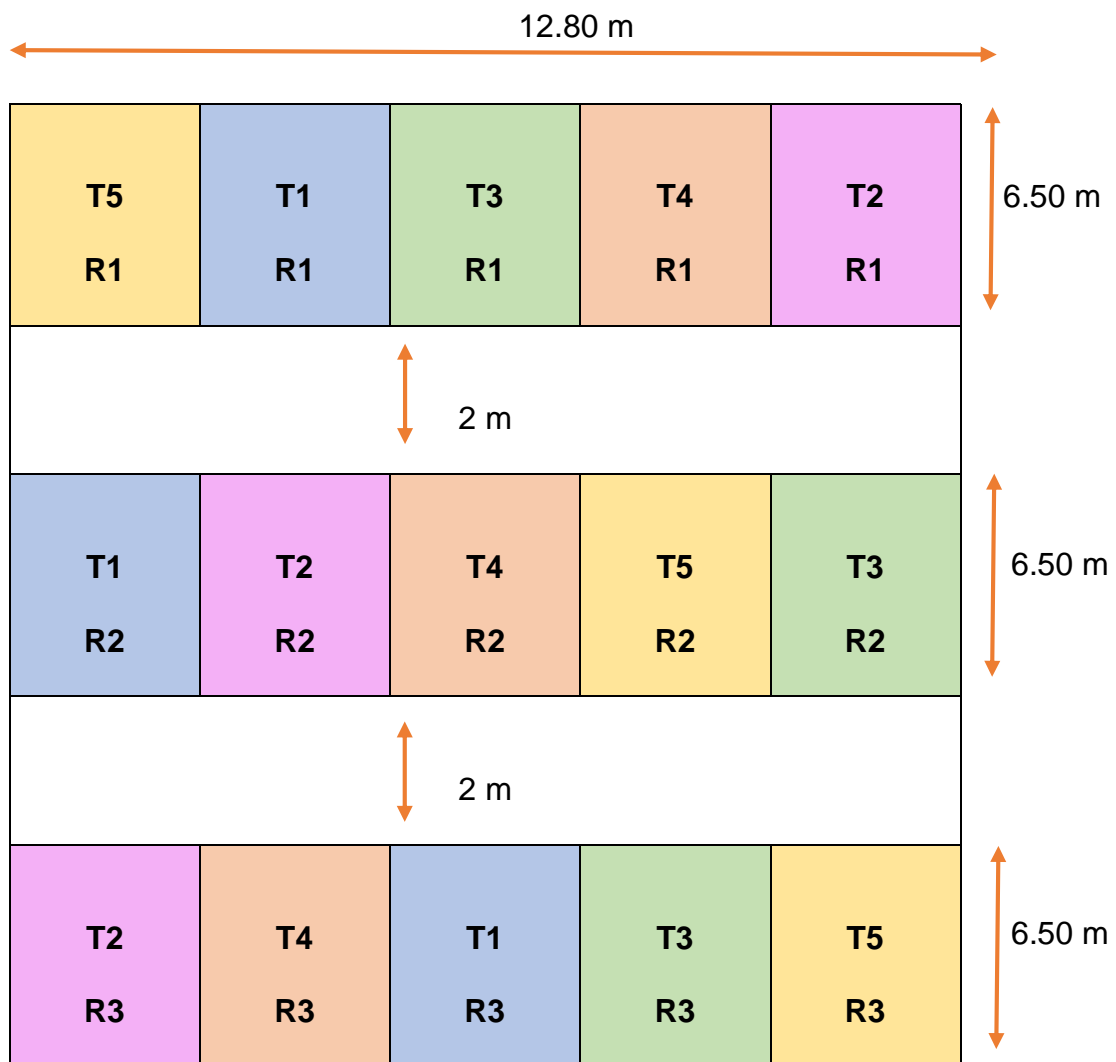 12.80 m
T5 T1 T3 T4 T2 6.50 m
R1 R1 R1 R1 R1
2 m
T1 T2 T4 T5 T3 6.50 m
R2 R2 R2 R2 R2
2 m
T2 T4 T1 T3 T5 6.50 m
R3 R3 R3 R3 R3